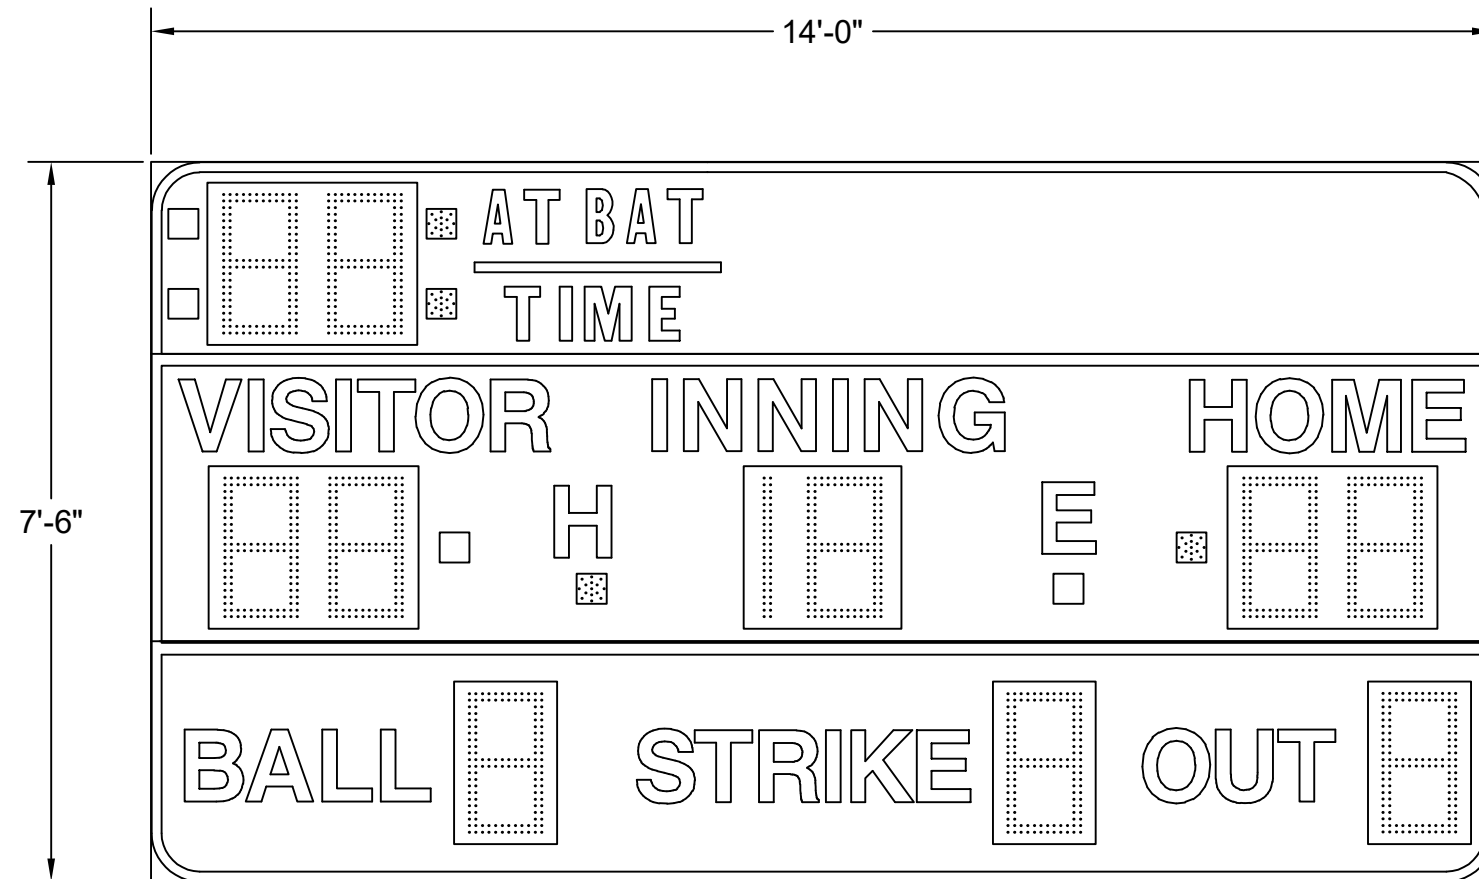 14'-0"
AT BAT
TIME
7'-6"
VISITOR INNING HOME
H E
BALL STRIKE OUT